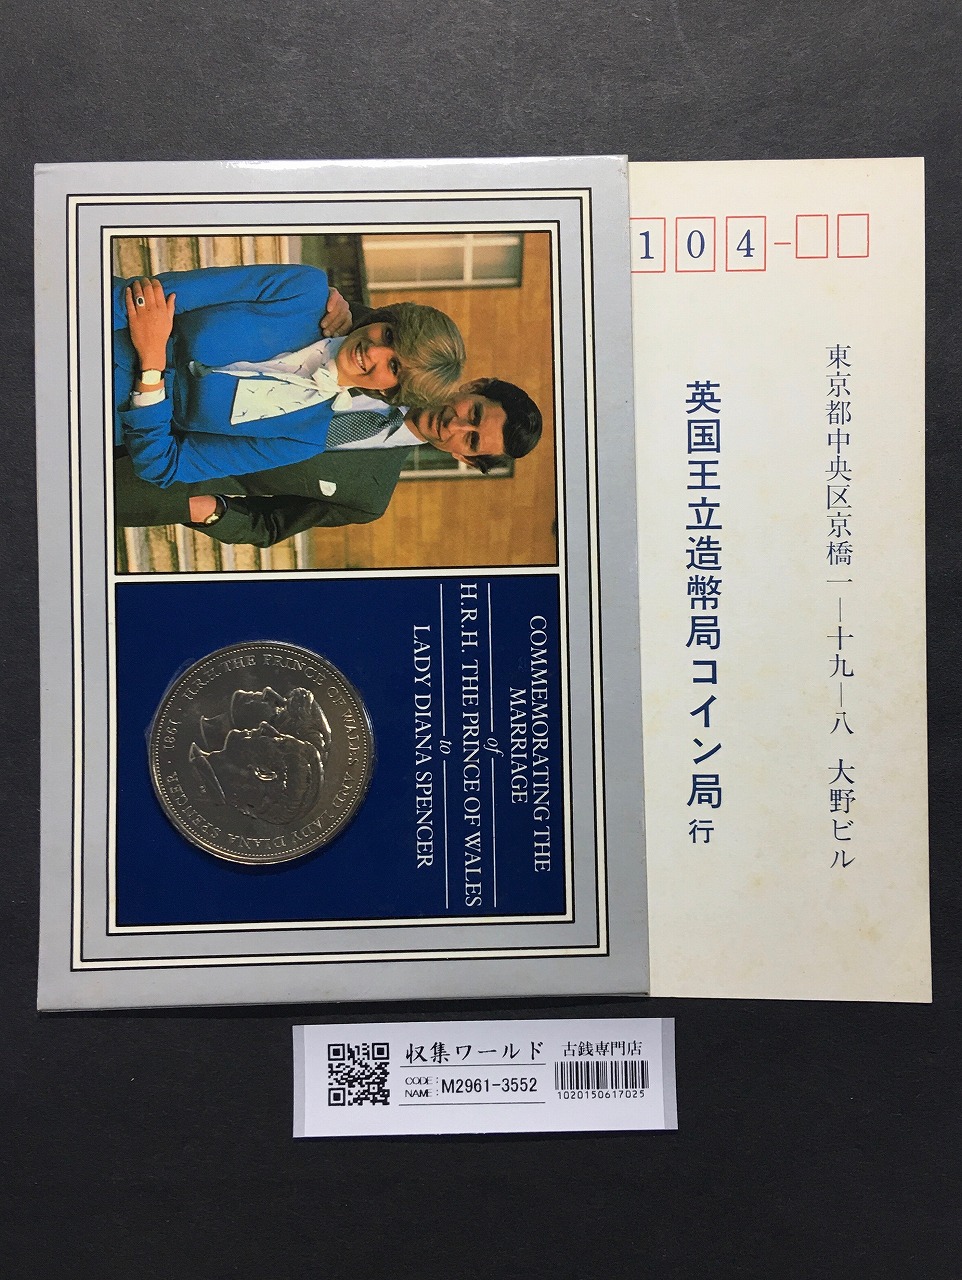 COMMEMORATING THE
MARRIAGE
of
H.R.H. THE PRINCE OF WALES
to
LADY DIANA SPENCER
H.R.H. THE PRINCE OF WALES AND LADY DIANA SPENCER · 1981 ·
104-
東京都中央区京橋一―十九―八 大野ビル
英国王立造幣局コイン局 行
収集ワールド 古銭専門店
CODE:
NAME: M2961-3552
1020150617025